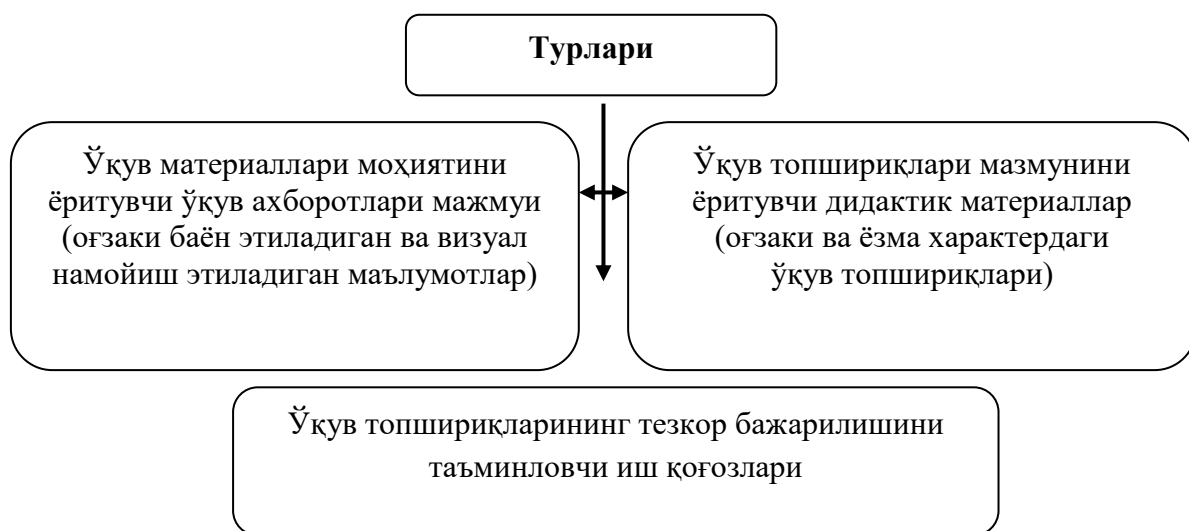 Турлари
Ўқув материаллари моҳиятини
ёритувчи ўқув ахборотлари мажмуи
(оғзаки баён этиладиган ва визуал
намойиш этиладиган маълумотлар)
Ўқув топшириқлари мазмунини
ёритувчи дидактик материаллар
(оғзаки ва ёзма характердаги
ўқув топшириқлари)
Ўқув топшириқларининг тезкор бажарилишини
таъминловчи иш қоғозлари